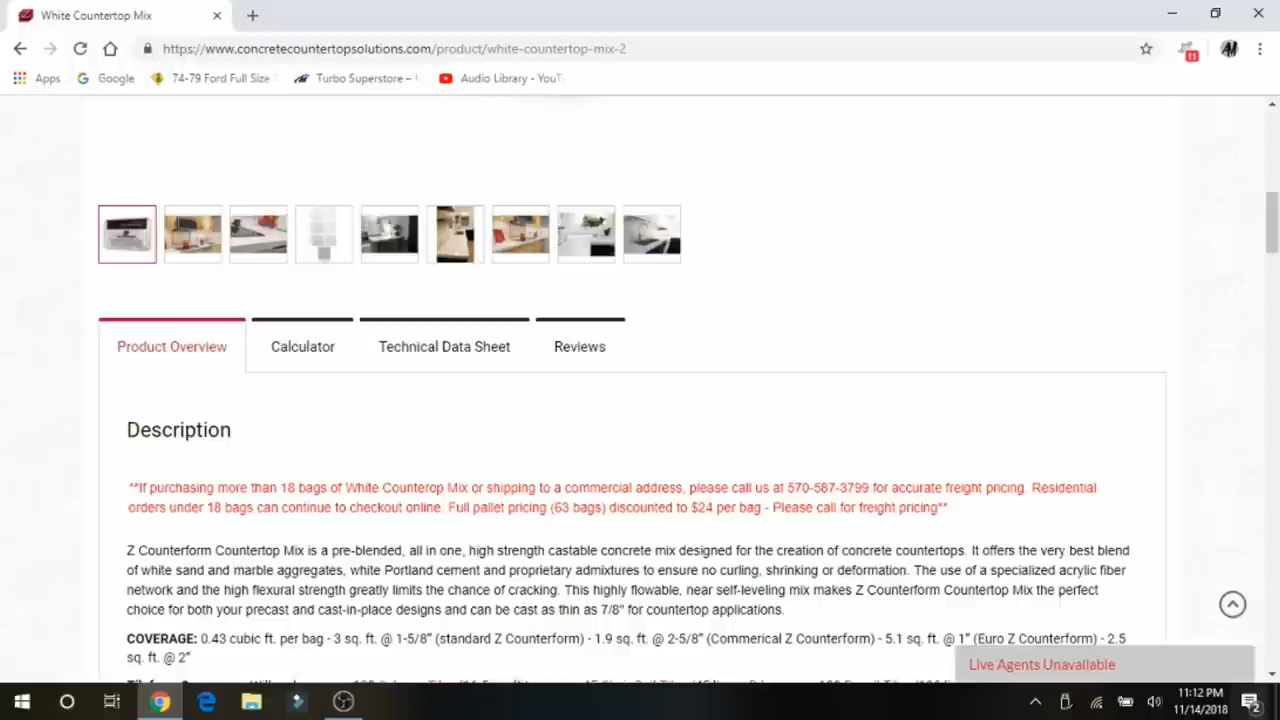 White Countertop Mix
https://www.concretecountertopsolutions.com/product/white-countertop-mix-2
11
Apps Google 74-79 Ford Full Size Turbo Superstore – Audio Library - YouT
Product Overview Calculator Technical Data Sheet Reviews
Description
**If purchasing more than 18 bags of White Counterop Mix or shipping to a commercial address, please call us at 570-587-3799 for accurate freight pricing. Residential
orders under 18 bags can continue to checkout online. Full pallet pricing (63 bags) discounted to $24 per bag - Please call for freight pricing**
Z Counterform Countertop Mix is a pre-blended, all in one, high strength castable concrete mix designed for the creation of concrete countertops. It offers the very best blend
of white sand and marble aggregates, white Portland cement and proprietary admixtures to ensure no curling, shrinking or deformation. The use of a specialized acrylic fiber
network and the high flexural strength greatly limits the chance of cracking. This highly flowable, near self-leveling mix makes Z Counterform Countertop Mix the perfect
choice for both your precast and cast-in-place designs and can be cast as thin as 7/8" for countertop applications.
COVERAGE: 0.43 cubic ft. per bag - 3 sq. ft. @ 1-5/8" (standard Z Counterform) - 1.9 sq. ft. @ 2-5/8" (Commerical Z Counterform) - 5.1 sq. ft. @ 1" (Euro Z Counterform) - 2.5
sq. ft. @ 2"
Live Agents Unavailable
11:12 PM
11/14/2018
2